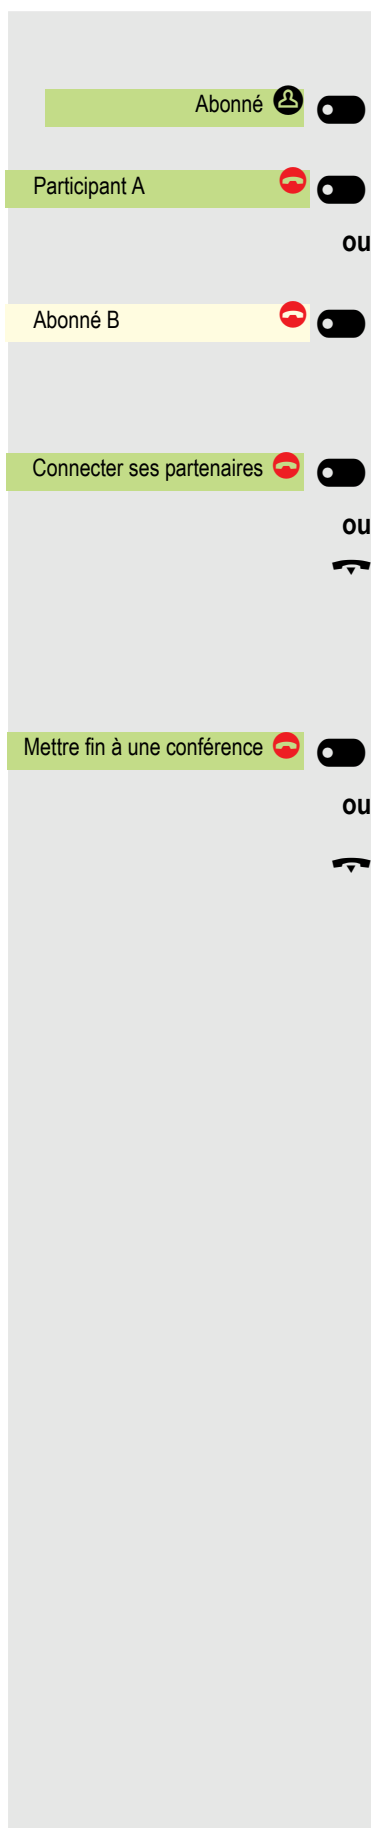 Abonné
Participant A
ou
Abonné B
Connecter ses partenaires
ou
Mettre fin à une conférence
ou